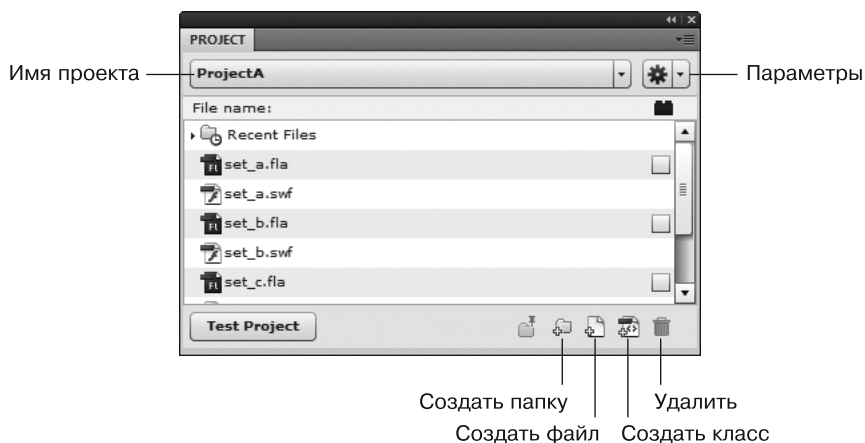 PROJECT
Имя проекта
ProjectA
Параметры
File name:
Recent Files
set_a.fla
set_a.swf
set_b.fla
set_b.swf
set_c.fla
Test Project
Создать папку
Удалить
Создать файл
Создать класс